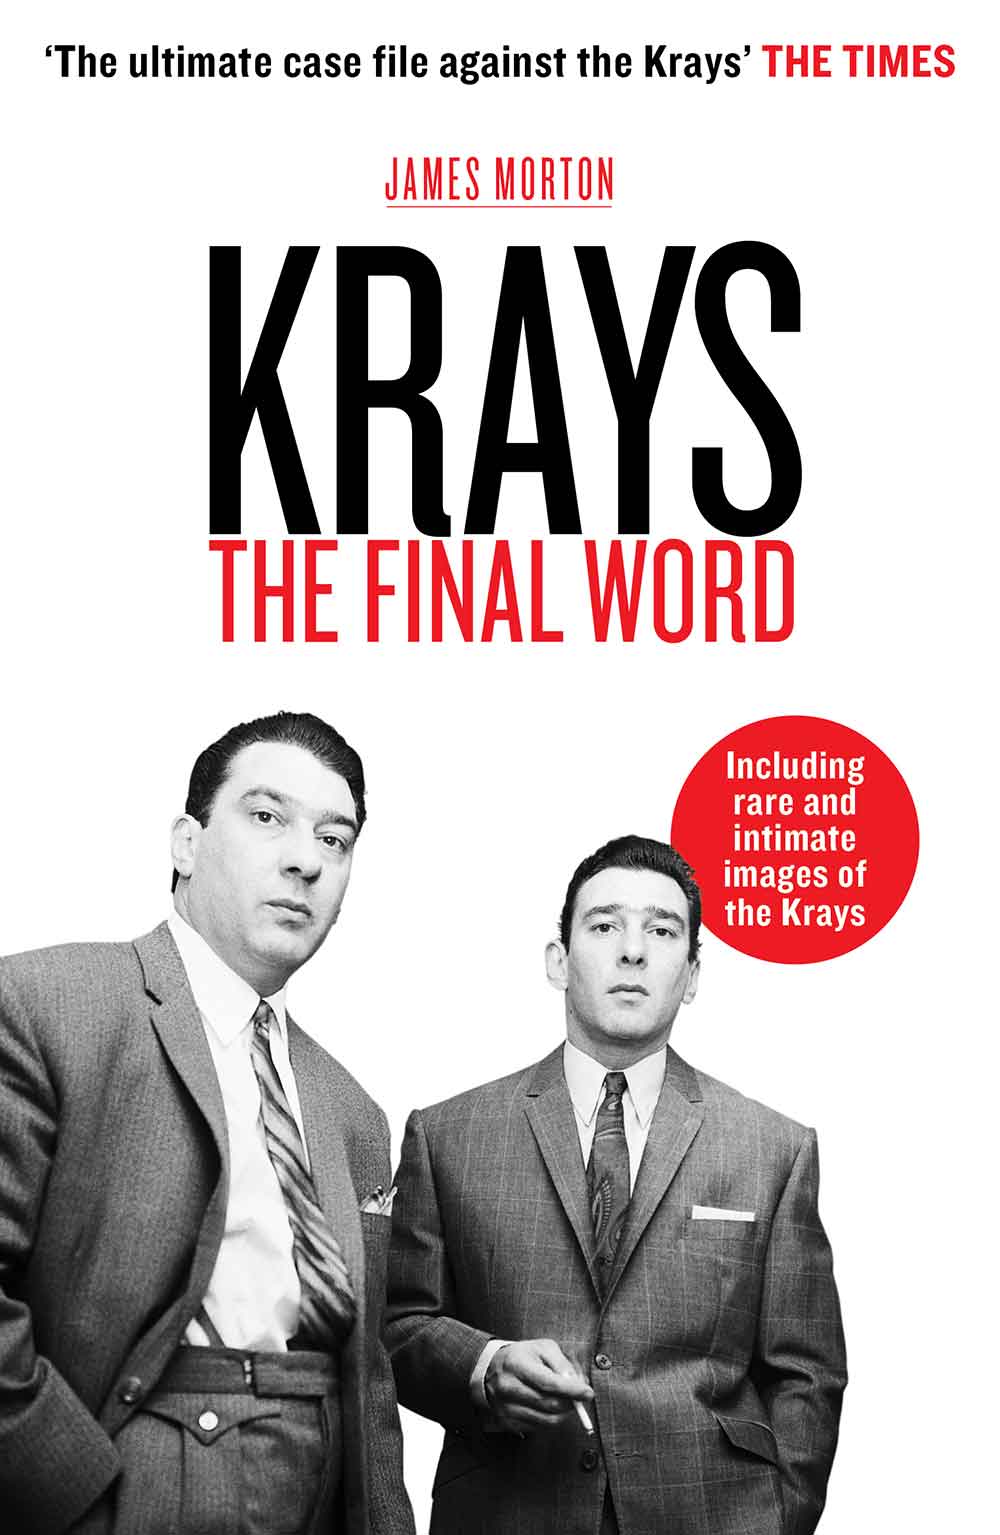 ‘The ultimate case file against the Krays’ THE TIMES
JAMES MORTON
KRAYS
THE FINAL WORD
Including
rare and
intimate
images of
the Krays